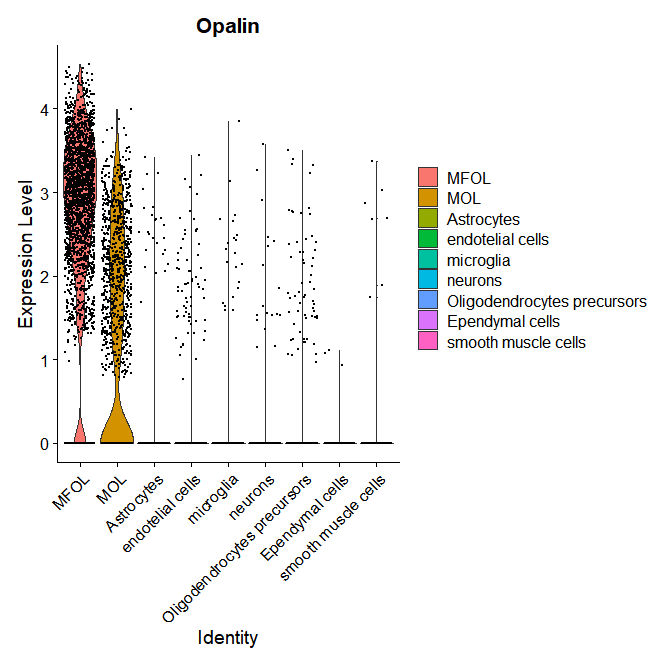 Opalin
Expression Level
4
3
2
1
0
MFOL
MOL
Astrocytes
endotelial cells
microglia
neurons
Oligodendrocytes precursors
Ependymal cells
smooth muscle cells
Identity
MFOL
MOL
Astrocytes
endotelial cells
microglia
neurons
Oligodendrocytes precursors
Ependymal cells
smooth muscle cells